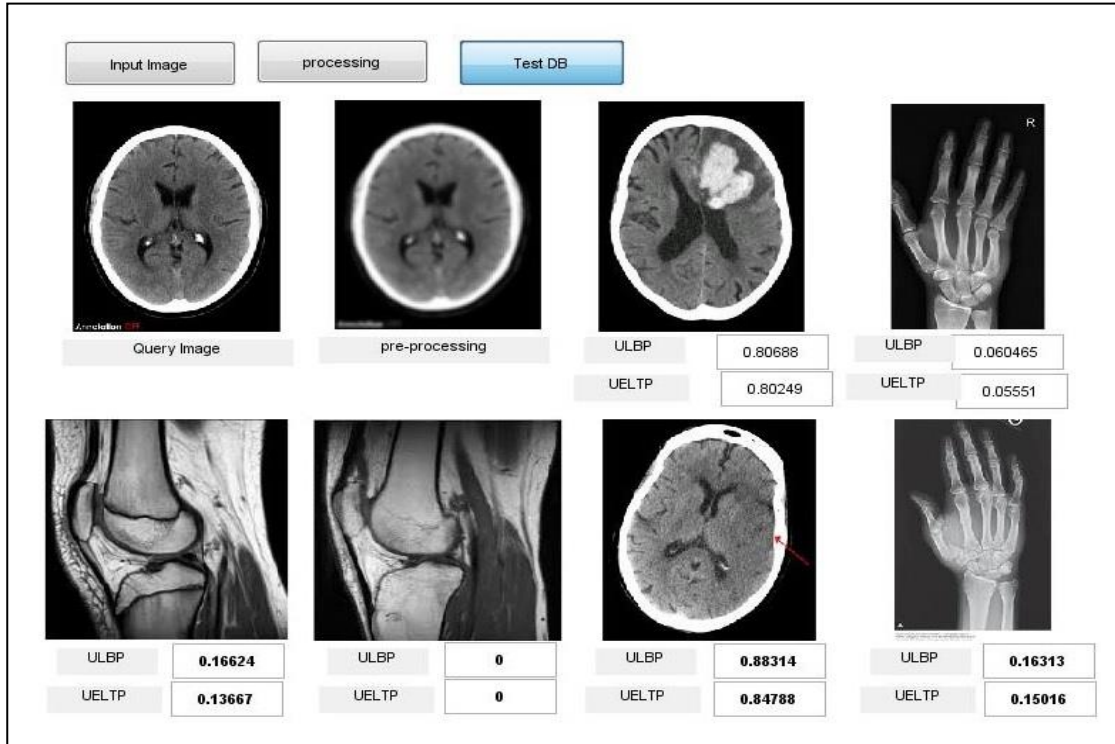 Input Image
processing
Test DB
R
Annotation OFF
Query Image
pre-processing
ULBP 0.80688
UELTP 0.80249
ULBP 0.060465
UELTP 0.05551
ULBP 0.16624
UELTP 0.13667
ULBP 0
UELTP 0
ULBP 0.88314
UELTP 0.84788
ULBP 0.16313
UELTP 0.15016